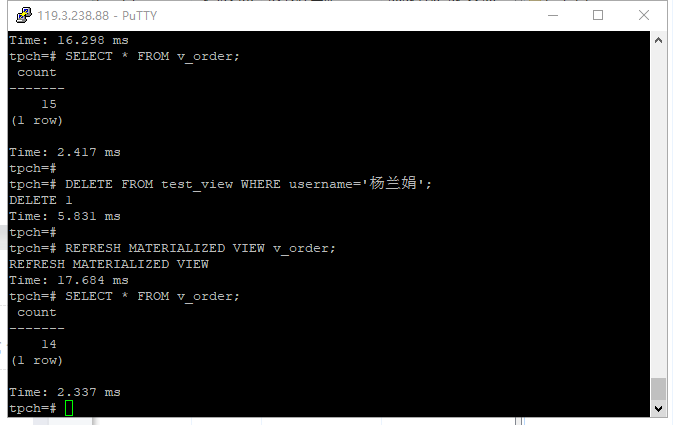 119.3.238.88 - PuTTY
Time: 16.298 ms
tpch=# SELECT * FROM v_order;
 count
-------
    15
(1 row)

Time: 2.417 ms
tpch=#
tpch=# DELETE FROM test_view WHERE username='杨兰娟';
DELETE 1
Time: 5.831 ms
tpch=#
tpch=# REFRESH MATERIALIZED VIEW v_order;
REFRESH MATERIALIZED VIEW
Time: 17.684 ms
tpch=# SELECT * FROM v_order;
 count
-------
    14
(1 row)

Time: 2.337 ms
tpch=#